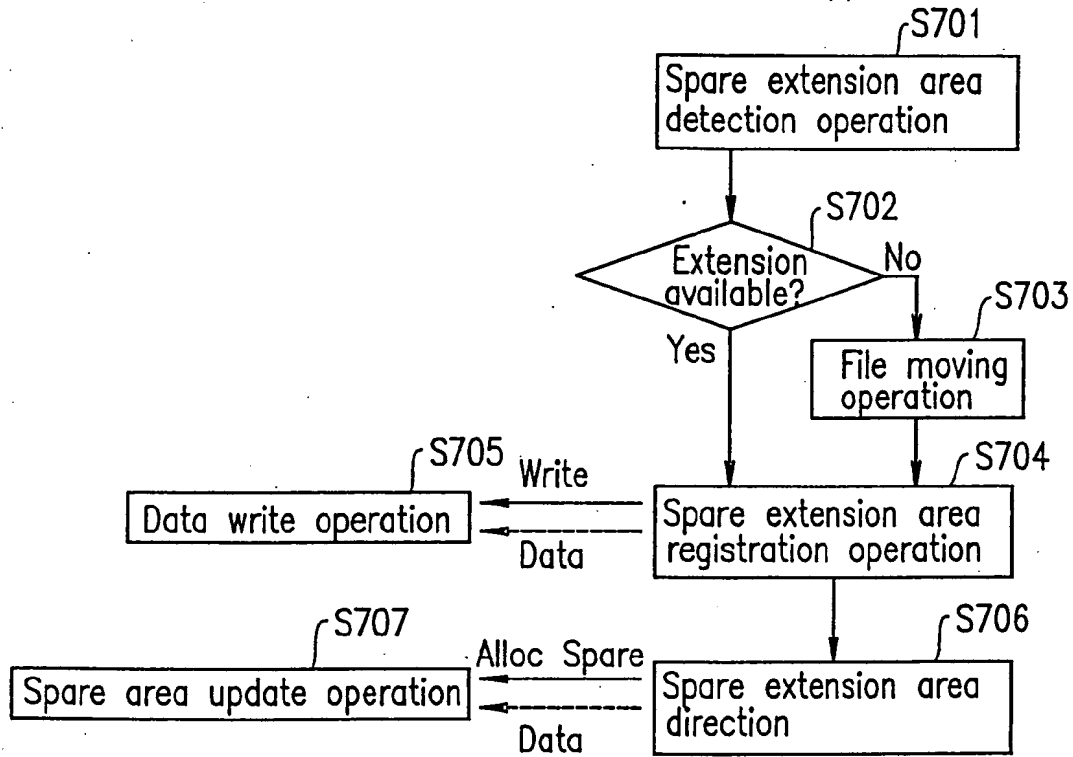 S701
Spare extension area
detection operation
S702
Extension
available?
No
Yes
S703
File moving
operation
S704
Spare extension area
registration operation
S705
Write
Data write operation
Data
S706
Spare extension area
direction
S707
Alloc Spare
Spare area update operation
Data